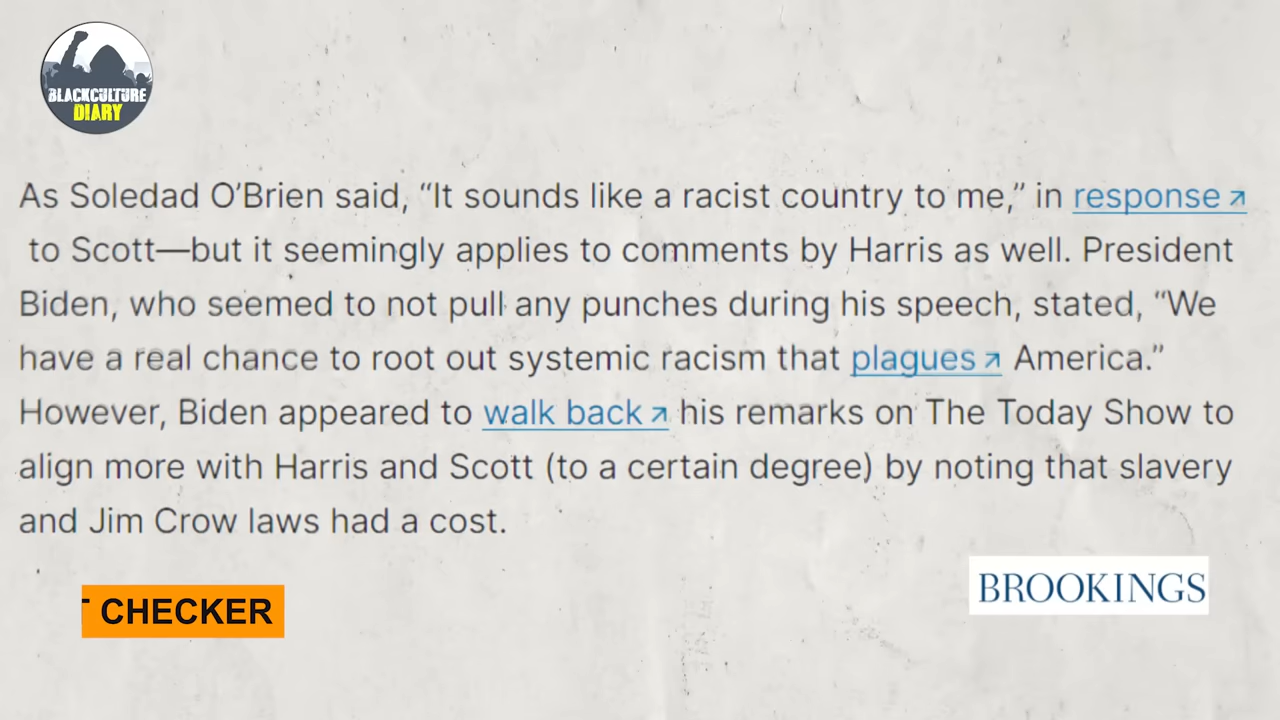 BLACKCULTURE
DIARY
As Soledad O’Brien said, “It sounds like a racist country to me,” in response ↗
to Scott—but it seemingly applies to comments by Harris as well. President
Biden, who seemed to not pull any punches during his speech, stated, “We
have a real chance to root out systemic racism that plagues ↗ America.”
However, Biden appeared to walk back ↗ his remarks on The Today Show to
align more with Harris and Scott (to a certain degree) by noting that slavery
and Jim Crow laws had a cost.
CHECKER
BROOKINGS